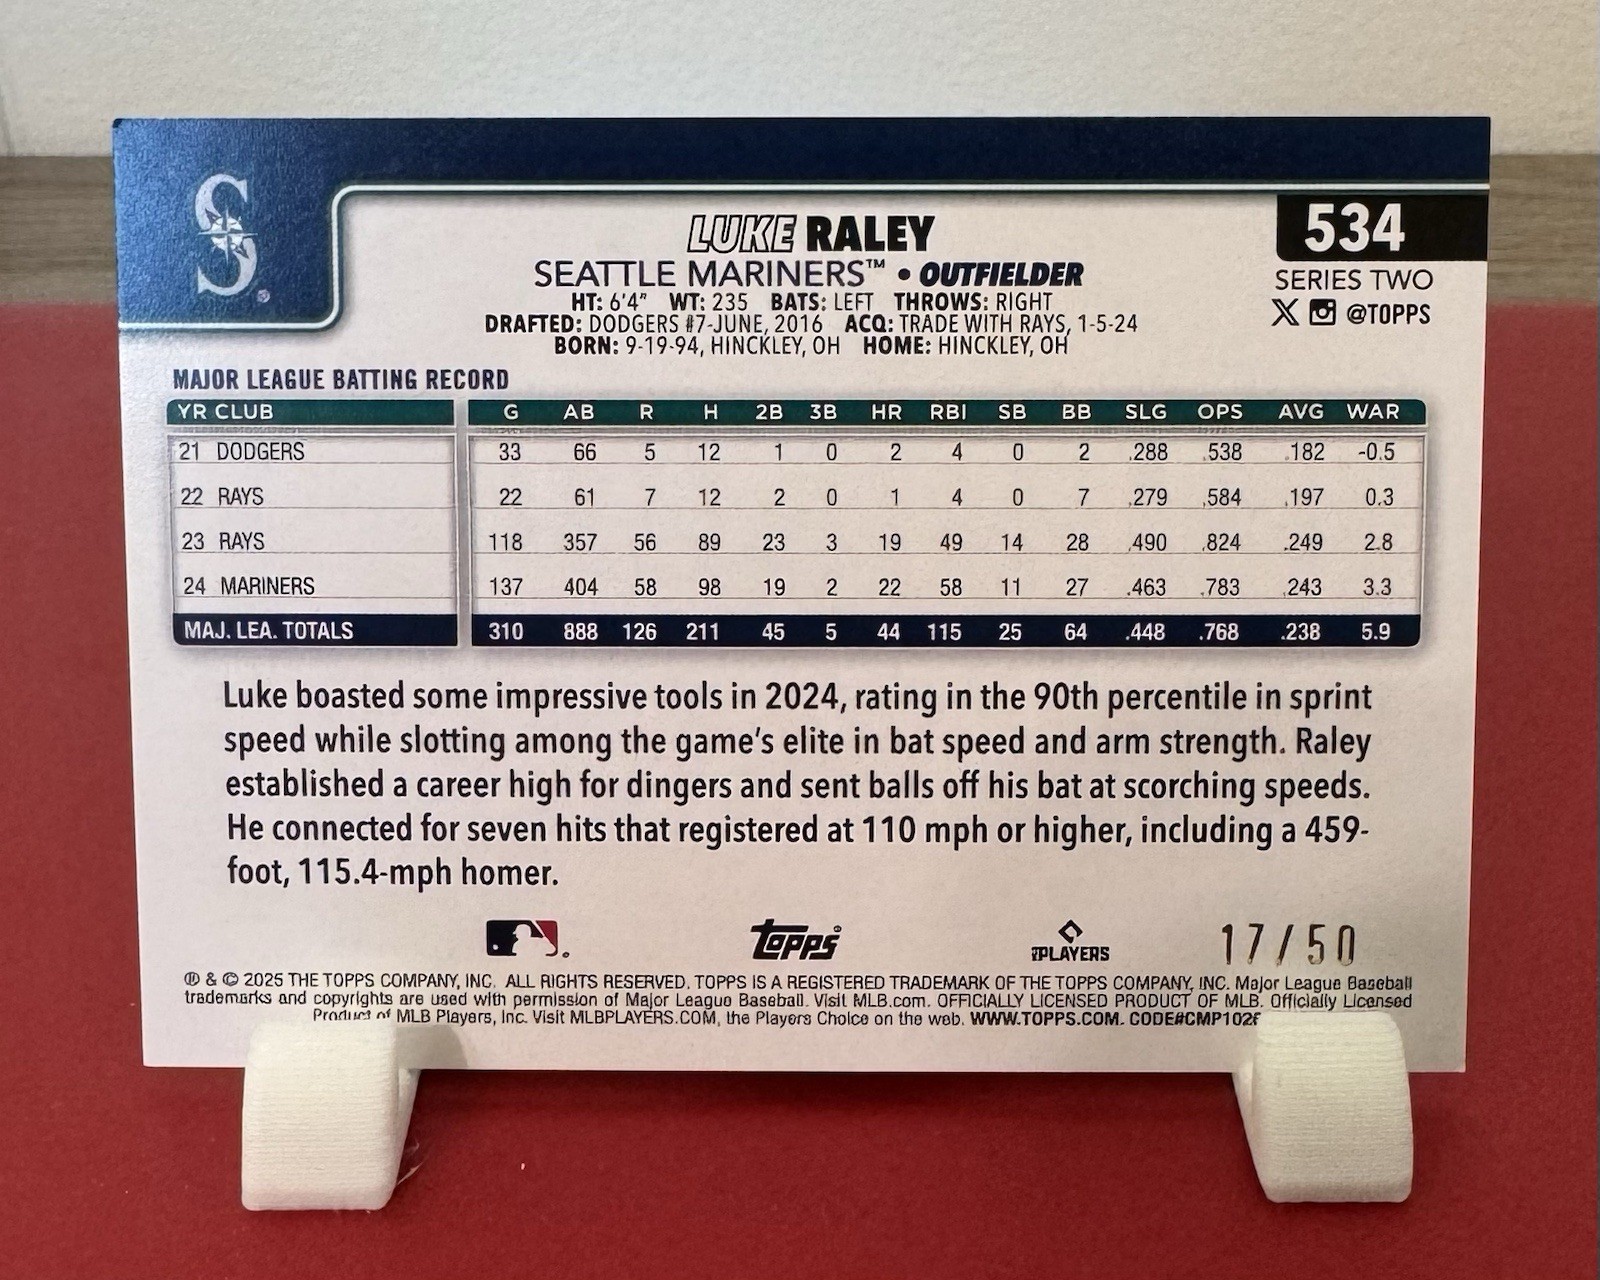 S
LUKE RALEY
534
SEATTLE MARINERS™ • OUTFIELDER
SERIES TWO
HT: 6'4" WT: 235 BATS: LEFT THROWS: RIGHT
@TOPPS
DRAFTED: DODGERS #7-JUNE, 2016 ACQ: TRADE WITH RAYS, 1-5-24
BORN: 9-19-94, HINCKLEY, OH HOME: HINCKLEY, OH
MAJOR LEAGUE BATTING RECORD
YR CLUB G AB R H 2B 3B HR RBI SB BB SLG OPS AVG WAR
21 DODGERS 33 66 5 12 1 0 2 4 0 2 .288 .538 .182 -0.5
22 RAYS 22 61 7 12 2 0 1 4 0 7 .279 .584 .197 0.3
23 RAYS 118 357 56 89 23 3 19 49 14 28 .490 .824 .249 2.8
24 MARINERS 137 404 58 98 19 2 22 58 11 27 .463 .783 .243 3.3
MAJ. LEA. TOTALS 310 888 126 211 45 5 44 115 25 64 .448 .768 .238 5.9
Luke boasted some impressive tools in 2024, rating in the 90th percentile in sprint
speed while slotting among the game's elite in bat speed and arm strength. Raley
established a career high for dingers and sent balls off his bat at scorching speeds.
He connected for seven hits that registered at 110 mph or higher, including a 459-
foot, 115.4-mph homer.
topps® PLAYERS 17/50
® & © 2025 THE TOPPS COMPANY, INC. ALL RIGHTS RESERVED. TOPPS IS A REGISTERED TRADEMARK OF THE TOPPS COMPANY, INC. Major League Baseball
trademarks and copyrights are used with permission of Major League Baseball. Visit MLB.com. OFFICIALLY LICENSED PRODUCT OF MLB. Officially Licensed
Product of MLB Players, Inc. Visit MLBPLAYERS.COM, the Players Choice on the web. WWW.TOPPS.COM. CODE#CMP102